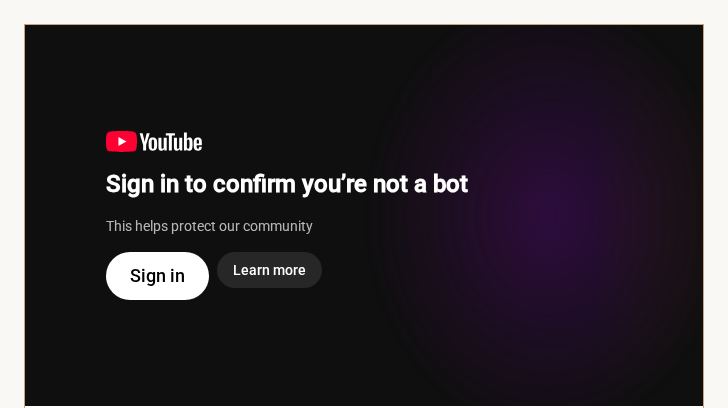 YouTube
Sign in to confirm you’re not a bot
This helps protect our community
Sign in
Learn more